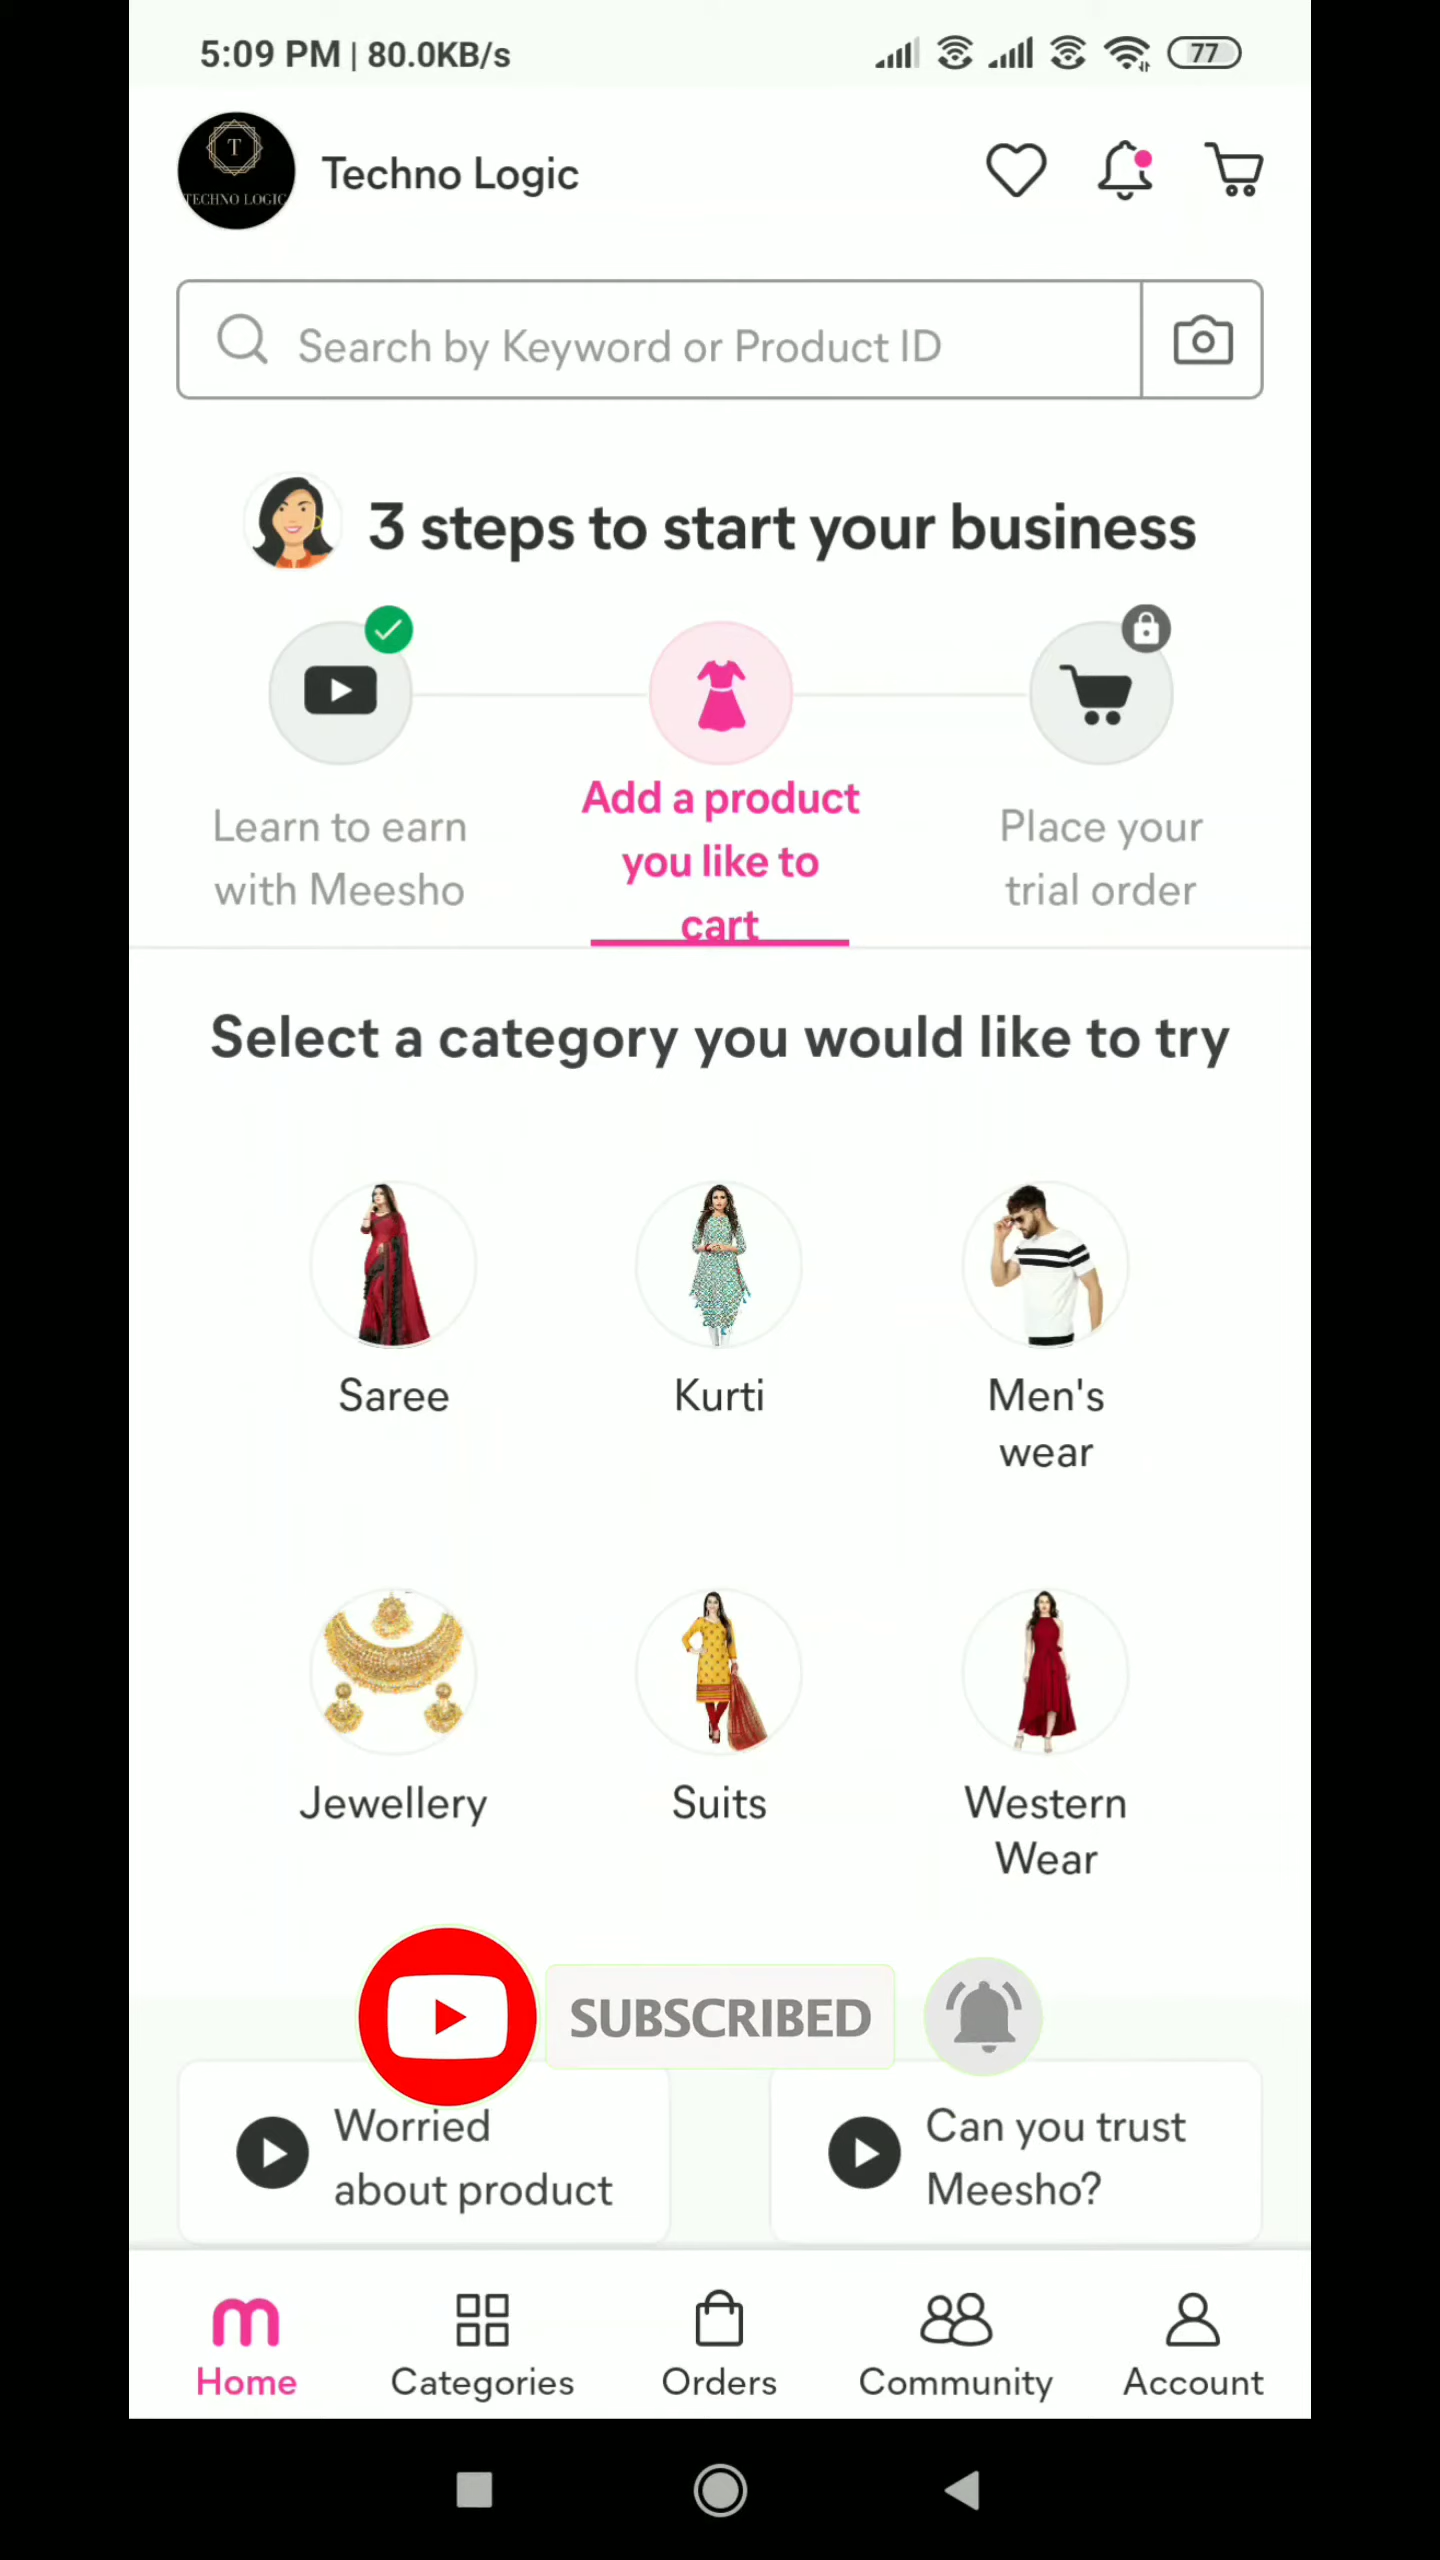 5:09 PM | 80.0KB/s
77
T
TECHNO LOGIC
Techno Logic
Search by Keyword or Product ID
3 steps to start your business
Learn to earn
with Meesho
Add a product
you like to
cart
Place your
trial order
Select a category you would like to try
Saree
Kurti
Men's
wear
Jewellery
Suits
Western
Wear
SUBSCRIBED
Worried
about product
Can you trust
Meesho?
m
Home
Categories
Orders
Community
Account